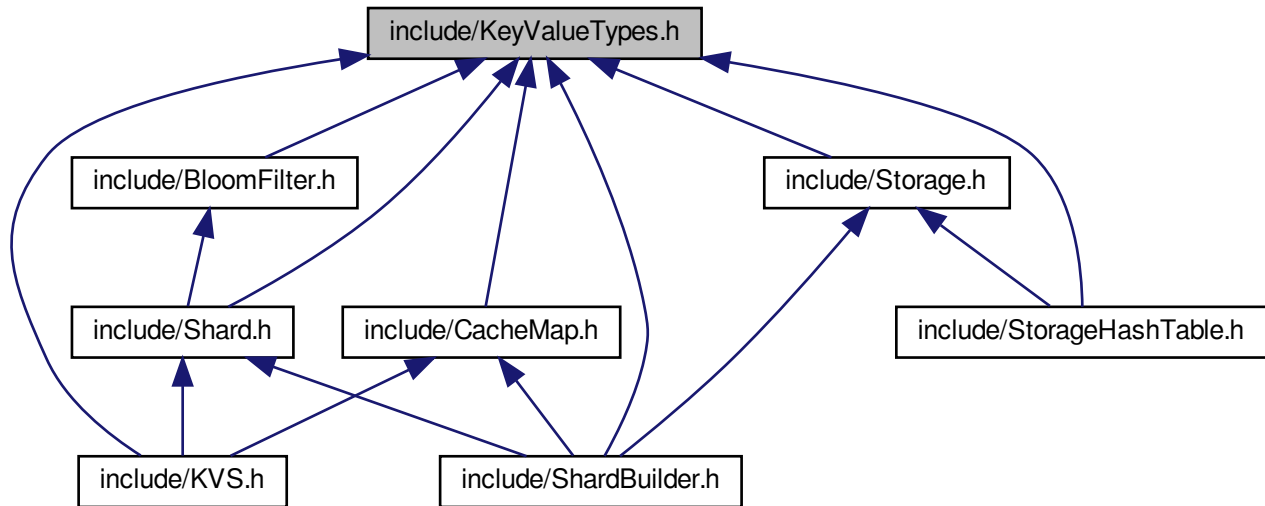 include/KeyValueTypes.h
include/BloomFilter.h
include/Storage.h
include/Shard.h
include/CacheMap.h
include/StorageHashTable.h
include/KVS.h
include/ShardBuilder.h